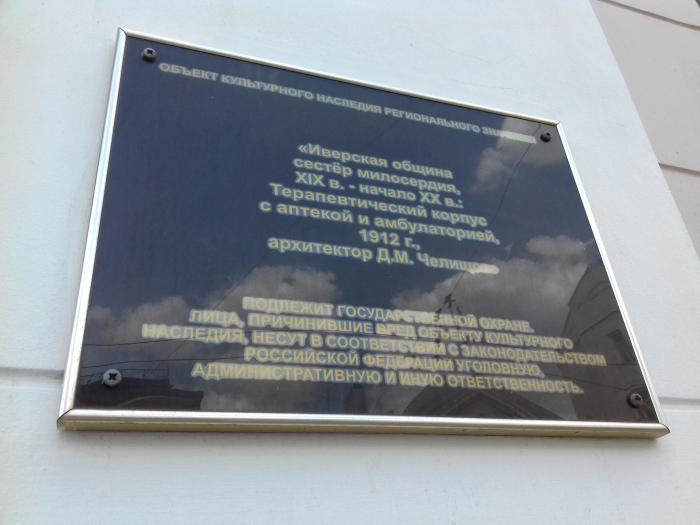 ОБЪЕКТ КУЛЬТУРНОГО НАСЛЕДИЯ РЕГИОНАЛЬНОГО ЗНАЧЕНИЯ
«Иверская община
сестёр милосердия,
XIX в. - начало XX в.:
Терапевтический корпус
с аптекой и амбулаторией,
1912 г.,
архитектор Д.М. Челищев»
ПОДЛЕЖИТ ГОСУДАРСТВЕННОЙ ОХРАНЕ.
ЛИЦА, ПРИЧИНИВШИЕ ВРЕД ОБЪЕКТУ КУЛЬТУРНОГО
НАСЛЕДИЯ, НЕСУТ В СООТВЕТСТВИИ С ЗАКОНОДАТЕЛЬСТВОМ
РОССИЙСКОЙ ФЕДЕРАЦИИ УГОЛОВНУЮ,
АДМИНИСТРАТИВНУЮ И ИНУЮ ОТВЕТСТВЕННОСТЬ.